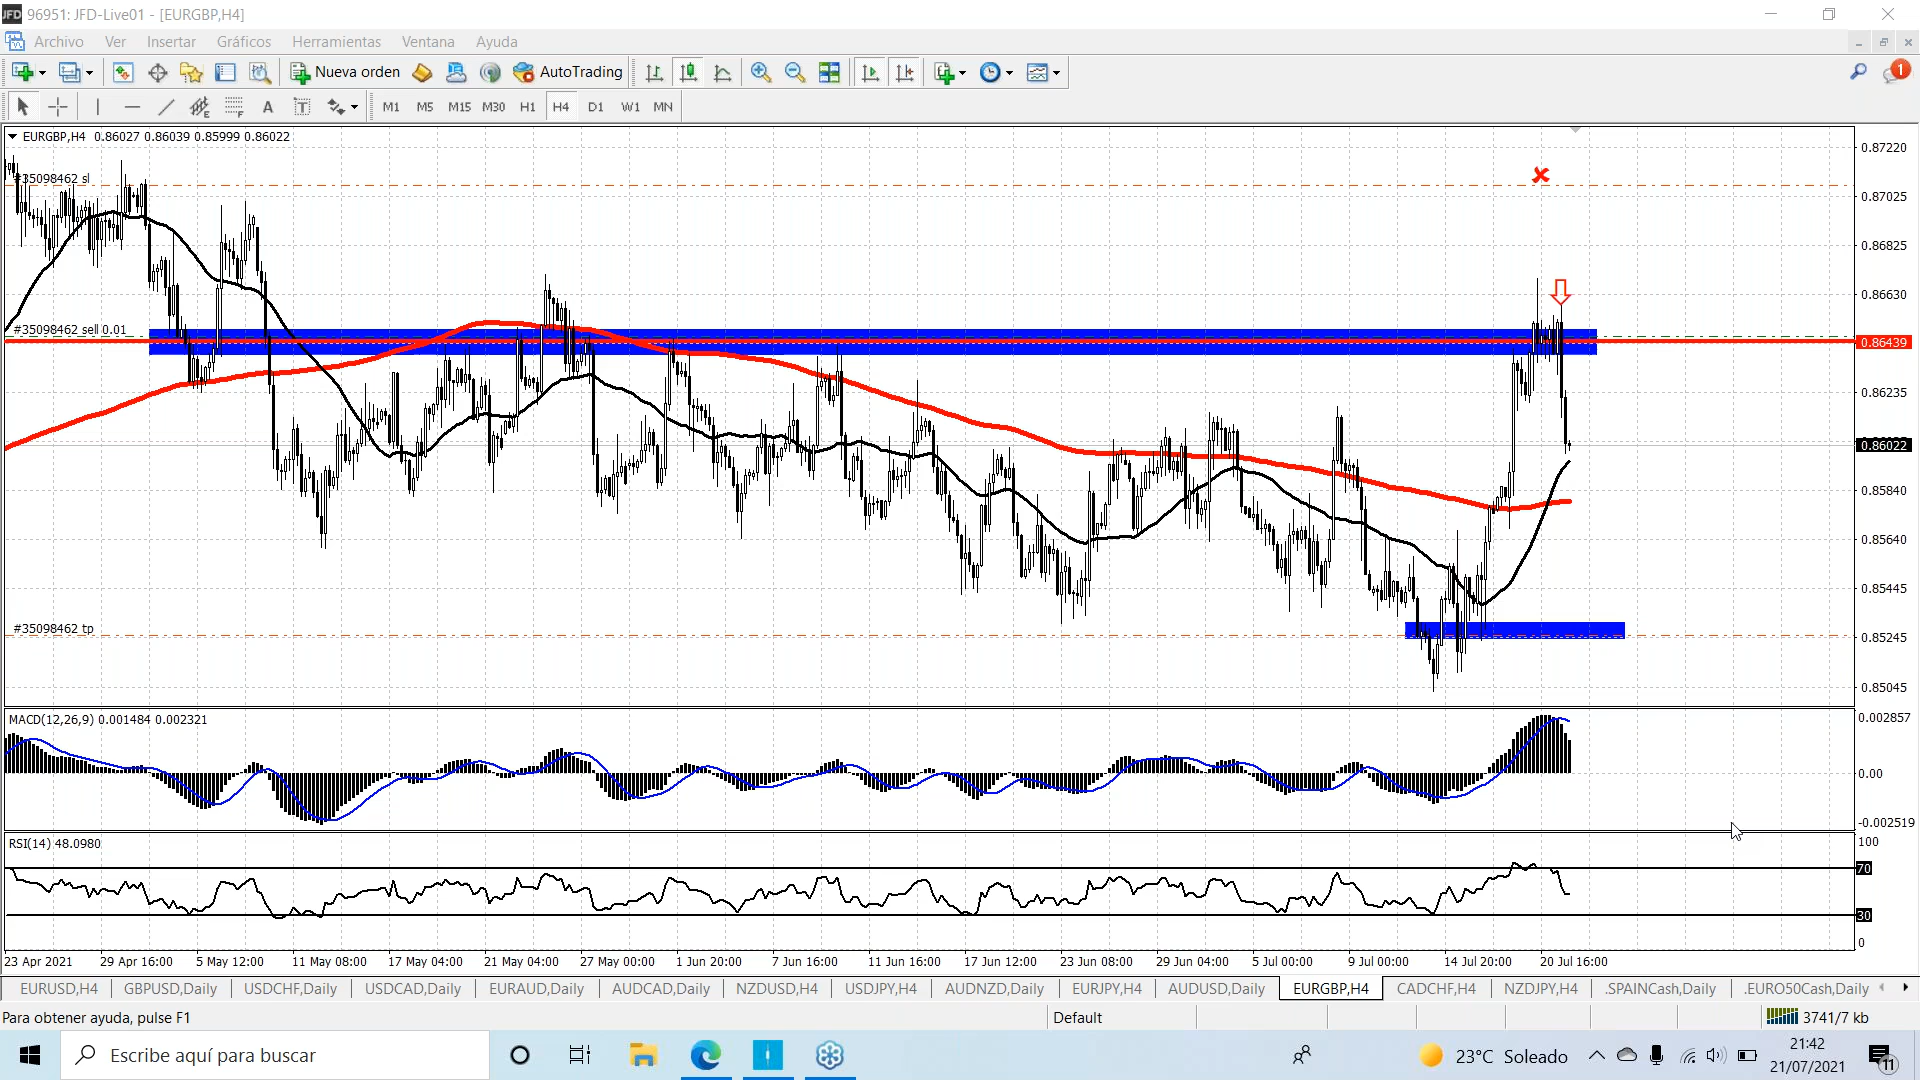 JFD 96951: JFD-Live01 - [EURGBP,H4]
Archivo Ver Insertar Gráficos Herramientas Ventana Ayuda
Nueva orden AutoTrading 1
A T M1 M5 M15 M30 H1 H4 D1 W1 MN
EURGBP,H4 0.86027 0.86039 0.85999 0.86022
0.87220
#35098462 sl
0.87025
0.86825
0.86630
#35098462 sell 0.01
0.86439
0.86235
0.86022
0.85840
0.85640
0.85445
#35098462 tp
0.85245
0.85045
MACD(12,26,9) 0.001484 0.002321
0.002857
0.00
-0.002519
RSI(14) 48.0980
100
70
30
0
23 Apr 2021 29 Apr 16:00 5 May 12:00 11 May 08:00 17 May 04:00 21 May 04:00 27 May 00:00 1 Jun 20:00 7 Jun 16:00 11 Jun 16:00 17 Jun 12:00 23 Jun 08:00 29 Jun 04:00 5 Jul 00:00 9 Jul 00:00 14 Jul 20:00 20 Jul 16:00
EURUSD,H4 GBPUSD,Daily USDCHF,Daily USDCAD,Daily EURAUD,Daily AUDCAD,Daily NZDUSD,H4 USDJPY,H4 AUDNZD,Daily EURJPY,H4 AUDUSD,Daily EURGBP,H4 CADCHF,H4 NZDJPY,H4 .SPAINCash,Daily .EURO50Cash,Daily
Para obtener ayuda, pulse F1 Default 3741/7 kb
Escribe aquí para buscar 23°C Soleado 21:42
21/07/2021 11